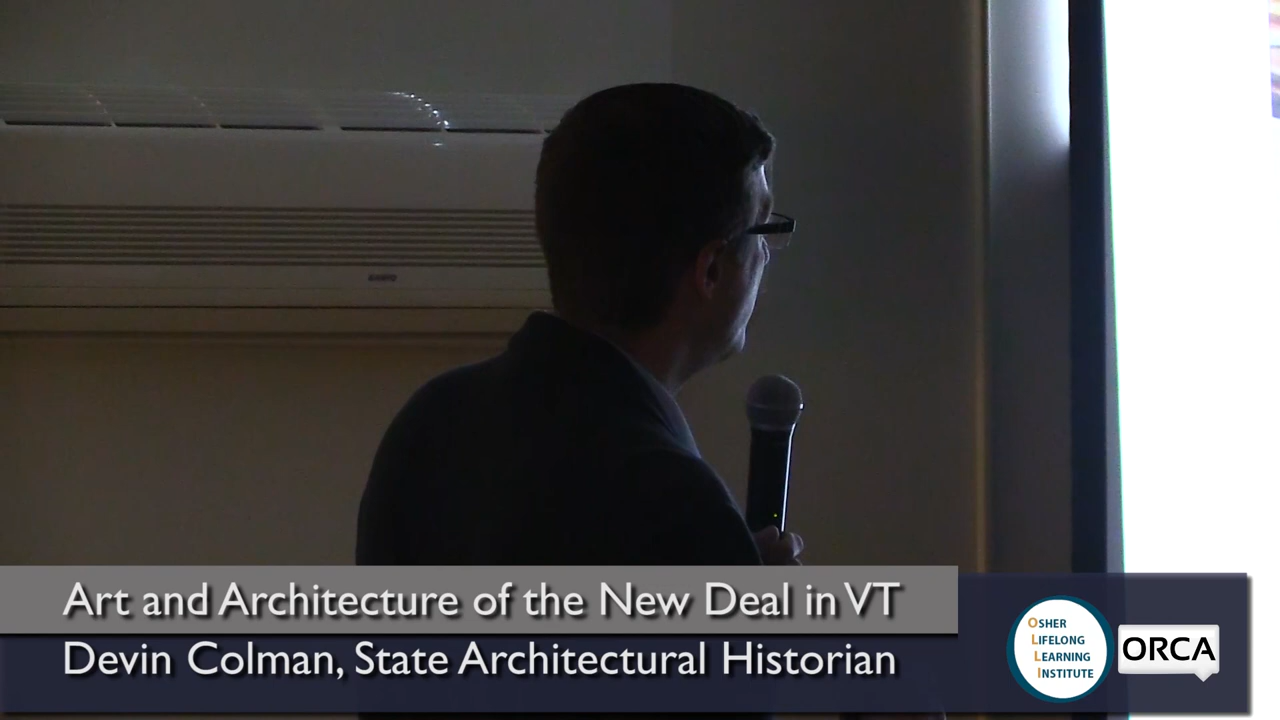 Art and Architecture of the New Deal in VT
Devin Colman, State Architectural Historian
OSHER
LIFELONG
LEARNING
INSTITUTE
ORCA